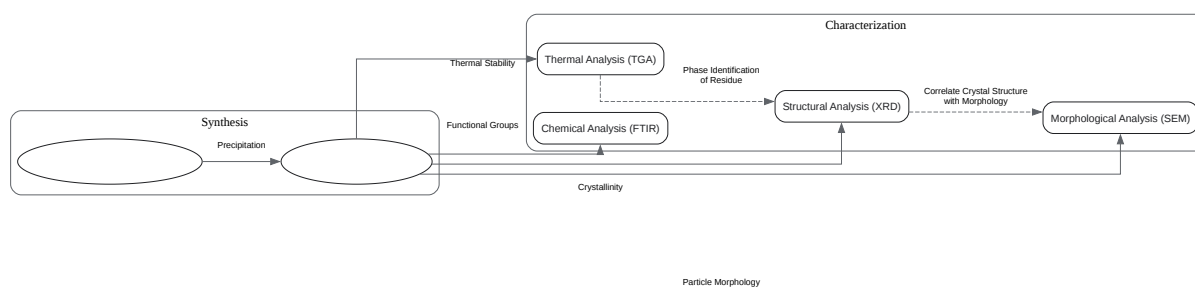 Characterization
Thermal Stability
Thermal Analysis (TGA)
Phase Identification
of Residue
Correlate Crystal Structure
with Morphology
Structural Analysis (XRD)
Morphological Analysis (SEM)
Synthesis
Precipitation
Functional Groups
Chemical Analysis (FTIR)
Crystallinity
Particle Morphology